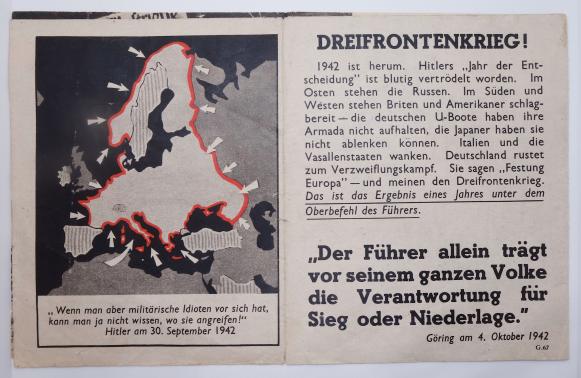 „ Wenn man aber militärische Idioten vor sich hat,
kann man ja nicht wissen, wo sie angreifen!"
Hitler am 30. September 1942
DREIFRONTENKRIEG!
1942 ist herum. Hitlers „Jahr der Ent-
scheidung" ist blutig vertrödelt worden. Im
Osten stehen die Russen. Im Süden und
Westen stehen Briten und Amerikaner schlag-
bereit — die deutschen U-Boote haben ihre
Armada nicht aufhalten, die Japaner haben sie
nicht ablenken können. Italien und die
Vasallenstaaten wanken. Deutschland rustet
zum Verzweiflungskampf. Sie sagen „Festung
Europa" — und meinen den Dreifrontenkrieg.
Das ist das Ergebnis eines Jahres unter dem
Oberbefehl des Führers.
„Der Führer allein trägt
vor seinem ganzen Volke
die Verantwortung für
Sieg oder Niederlage."
Göring am 4. Oktober 1942
G.62